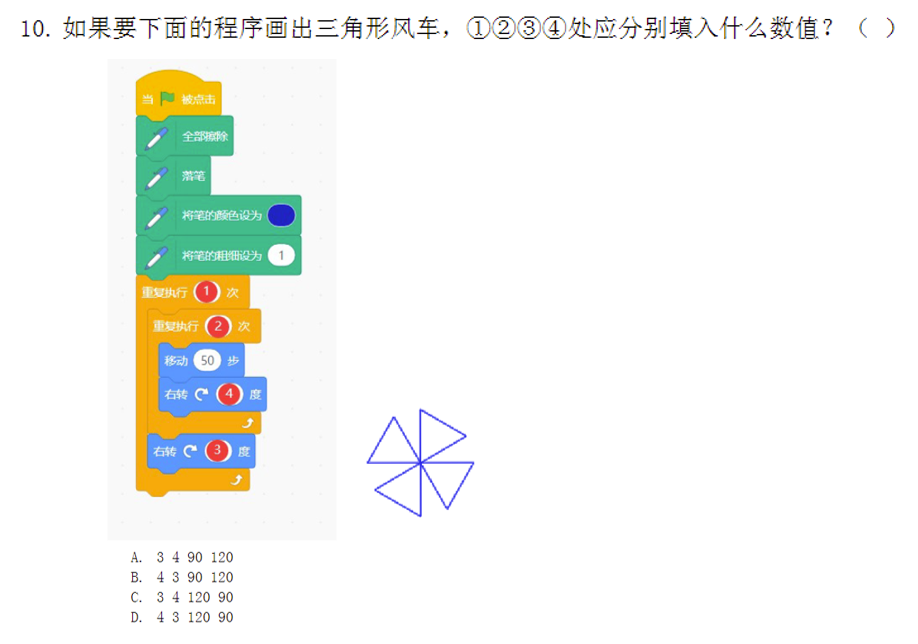 10. 如果要下面的程序画出三角形风车，①②③④处应分别填入什么数值？（ ）
当 被点击
全部擦除
落笔
将笔的颜色设为
将笔的粗细设为 1
重复执行 1 次
重复执行 2 次
移动 50 步
右转 4 度
右转 3 度
A. 3 4 90 120
B. 4 3 90 120
C. 3 4 120 90
D. 4 3 120 90